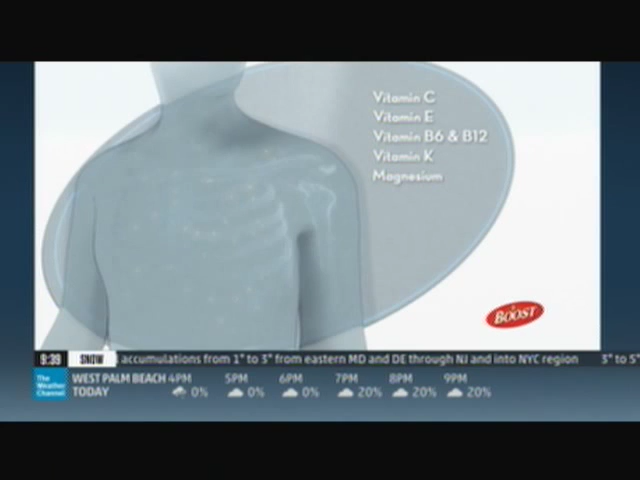 Vitamin C
Vitamin E
Vitamin B6 & B12
Vitamin K
Magnesium
BOOST
9:39 SNOW accumulations from 1" to 3" from eastern MD and DE through NJ and into NYC region 3" to 5"
The Weather Channel
WEST PALM BEACH 4PM 5PM 6PM 7PM 8PM 9PM
TODAY 0% 0% 0% 20% 20% 20%